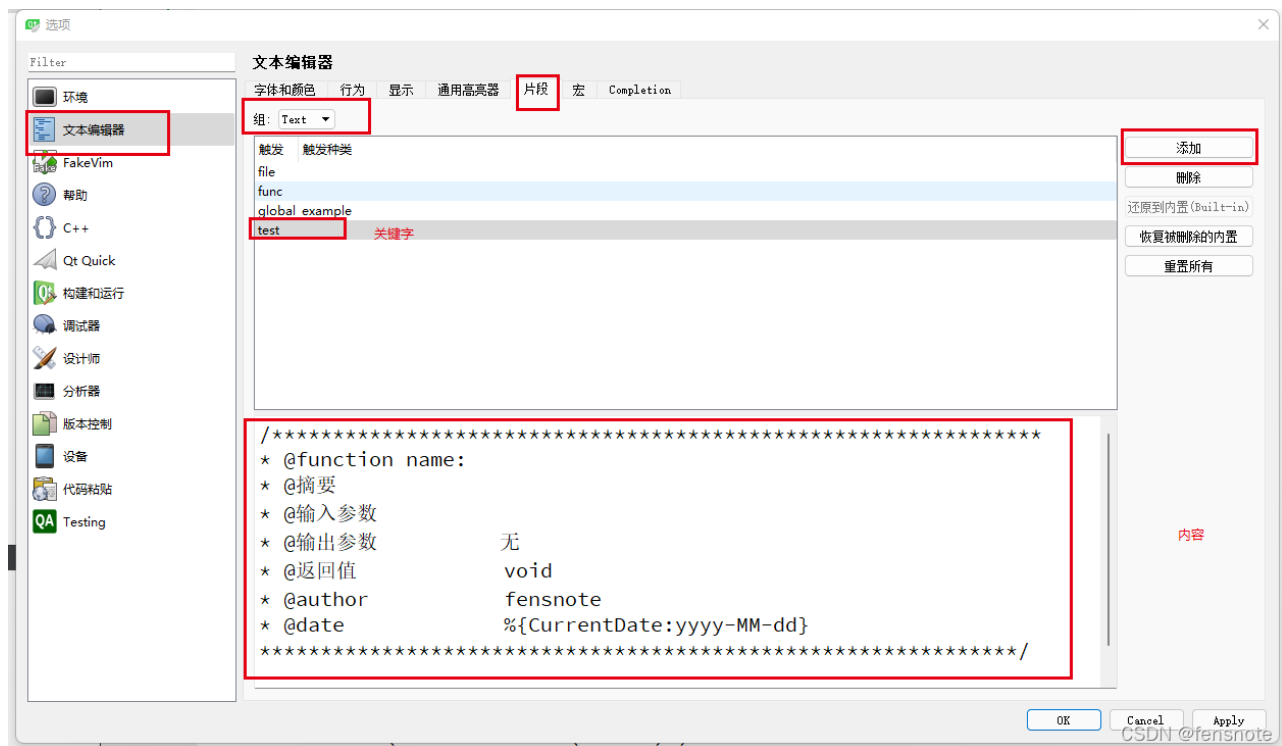 选项
Filter
文本编辑器
环境
字体和颜色 行为 显示 通用高亮器 片段 宏 Completion
文本编辑器
组: Text
FakeVim
触发 触发种类
添加
帮助
file
删除
C++
func
还原到内置(Built-in)
global example
Qt Quick
test 关键字
恢复被删除的内置
构建和运行
重置所有
调试器
设计师
分析器
版本控制
设备
代码粘贴
QA Testing
/***************************************************************
* @function name:
* @摘要
* @输入参数
* @输出参数 无
* @返回值 void
* @author fensnote
* @date %{CurrentDate:yyyy-MM-dd}
**************************************************************/
内容
OK Cancel Apply
CSDN @fensnote